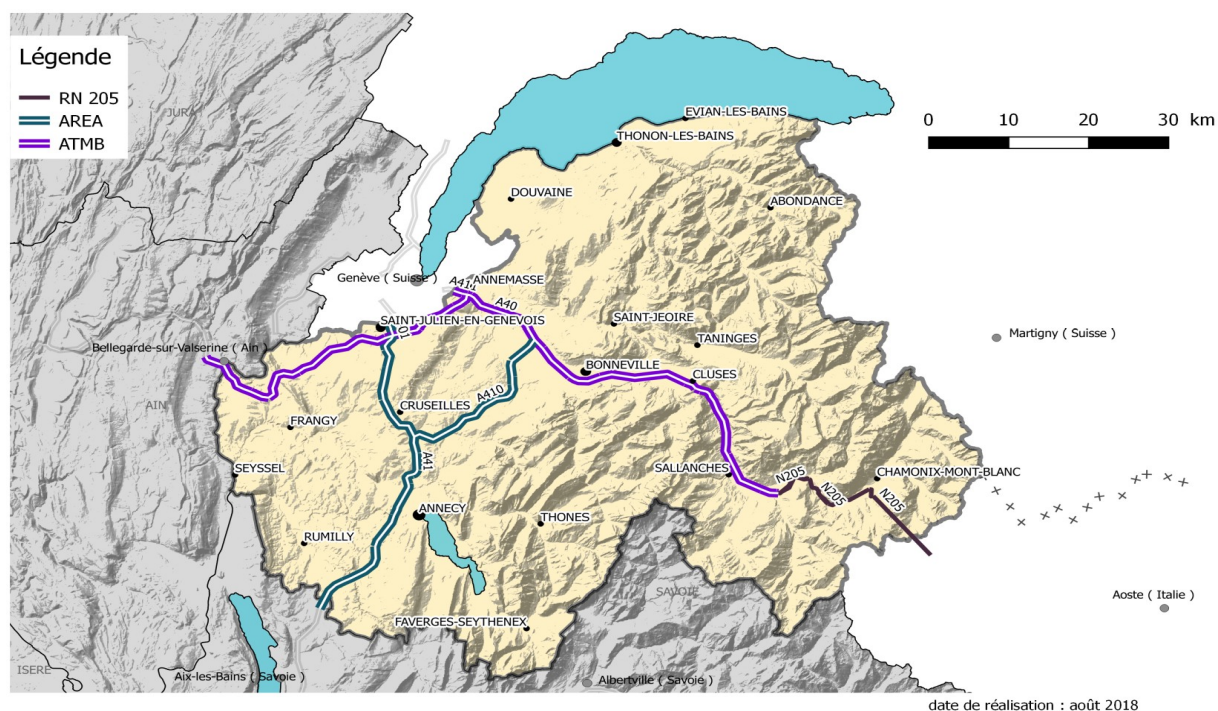 Légende
RN 205
AREA
ATMB
JURA
EVIAN-LES-BAINS
THONON-LES-BAINS
0 10 20 30 km
DOUVAINE
ABONDANCE
Genève ( Suisse )
A411
ANNEMASSE
A40
SAINT-JULIEN-EN-GENEVOIS
SAINT-JEOIRE
Martigny ( Suisse )
Bellegarde-sur-Valserine ( Ain )
TANINGES
BONNEVILLE
CLUSES
AIN
A410
CRUSEILLES
FRANGY
A41
SEYSSEL
SALLANCHES
N205
CHAMONIX-MONT-BLANC
N205
N205
ANNECY
THONES
RUMILLY
SAVOIE
Aoste ( Italie )
FAVERGES-SEYTHENEX
ISERE
Aix-les-Bains ( Savoie )
Albertville ( Savoie )
date de réalisation : août 2018